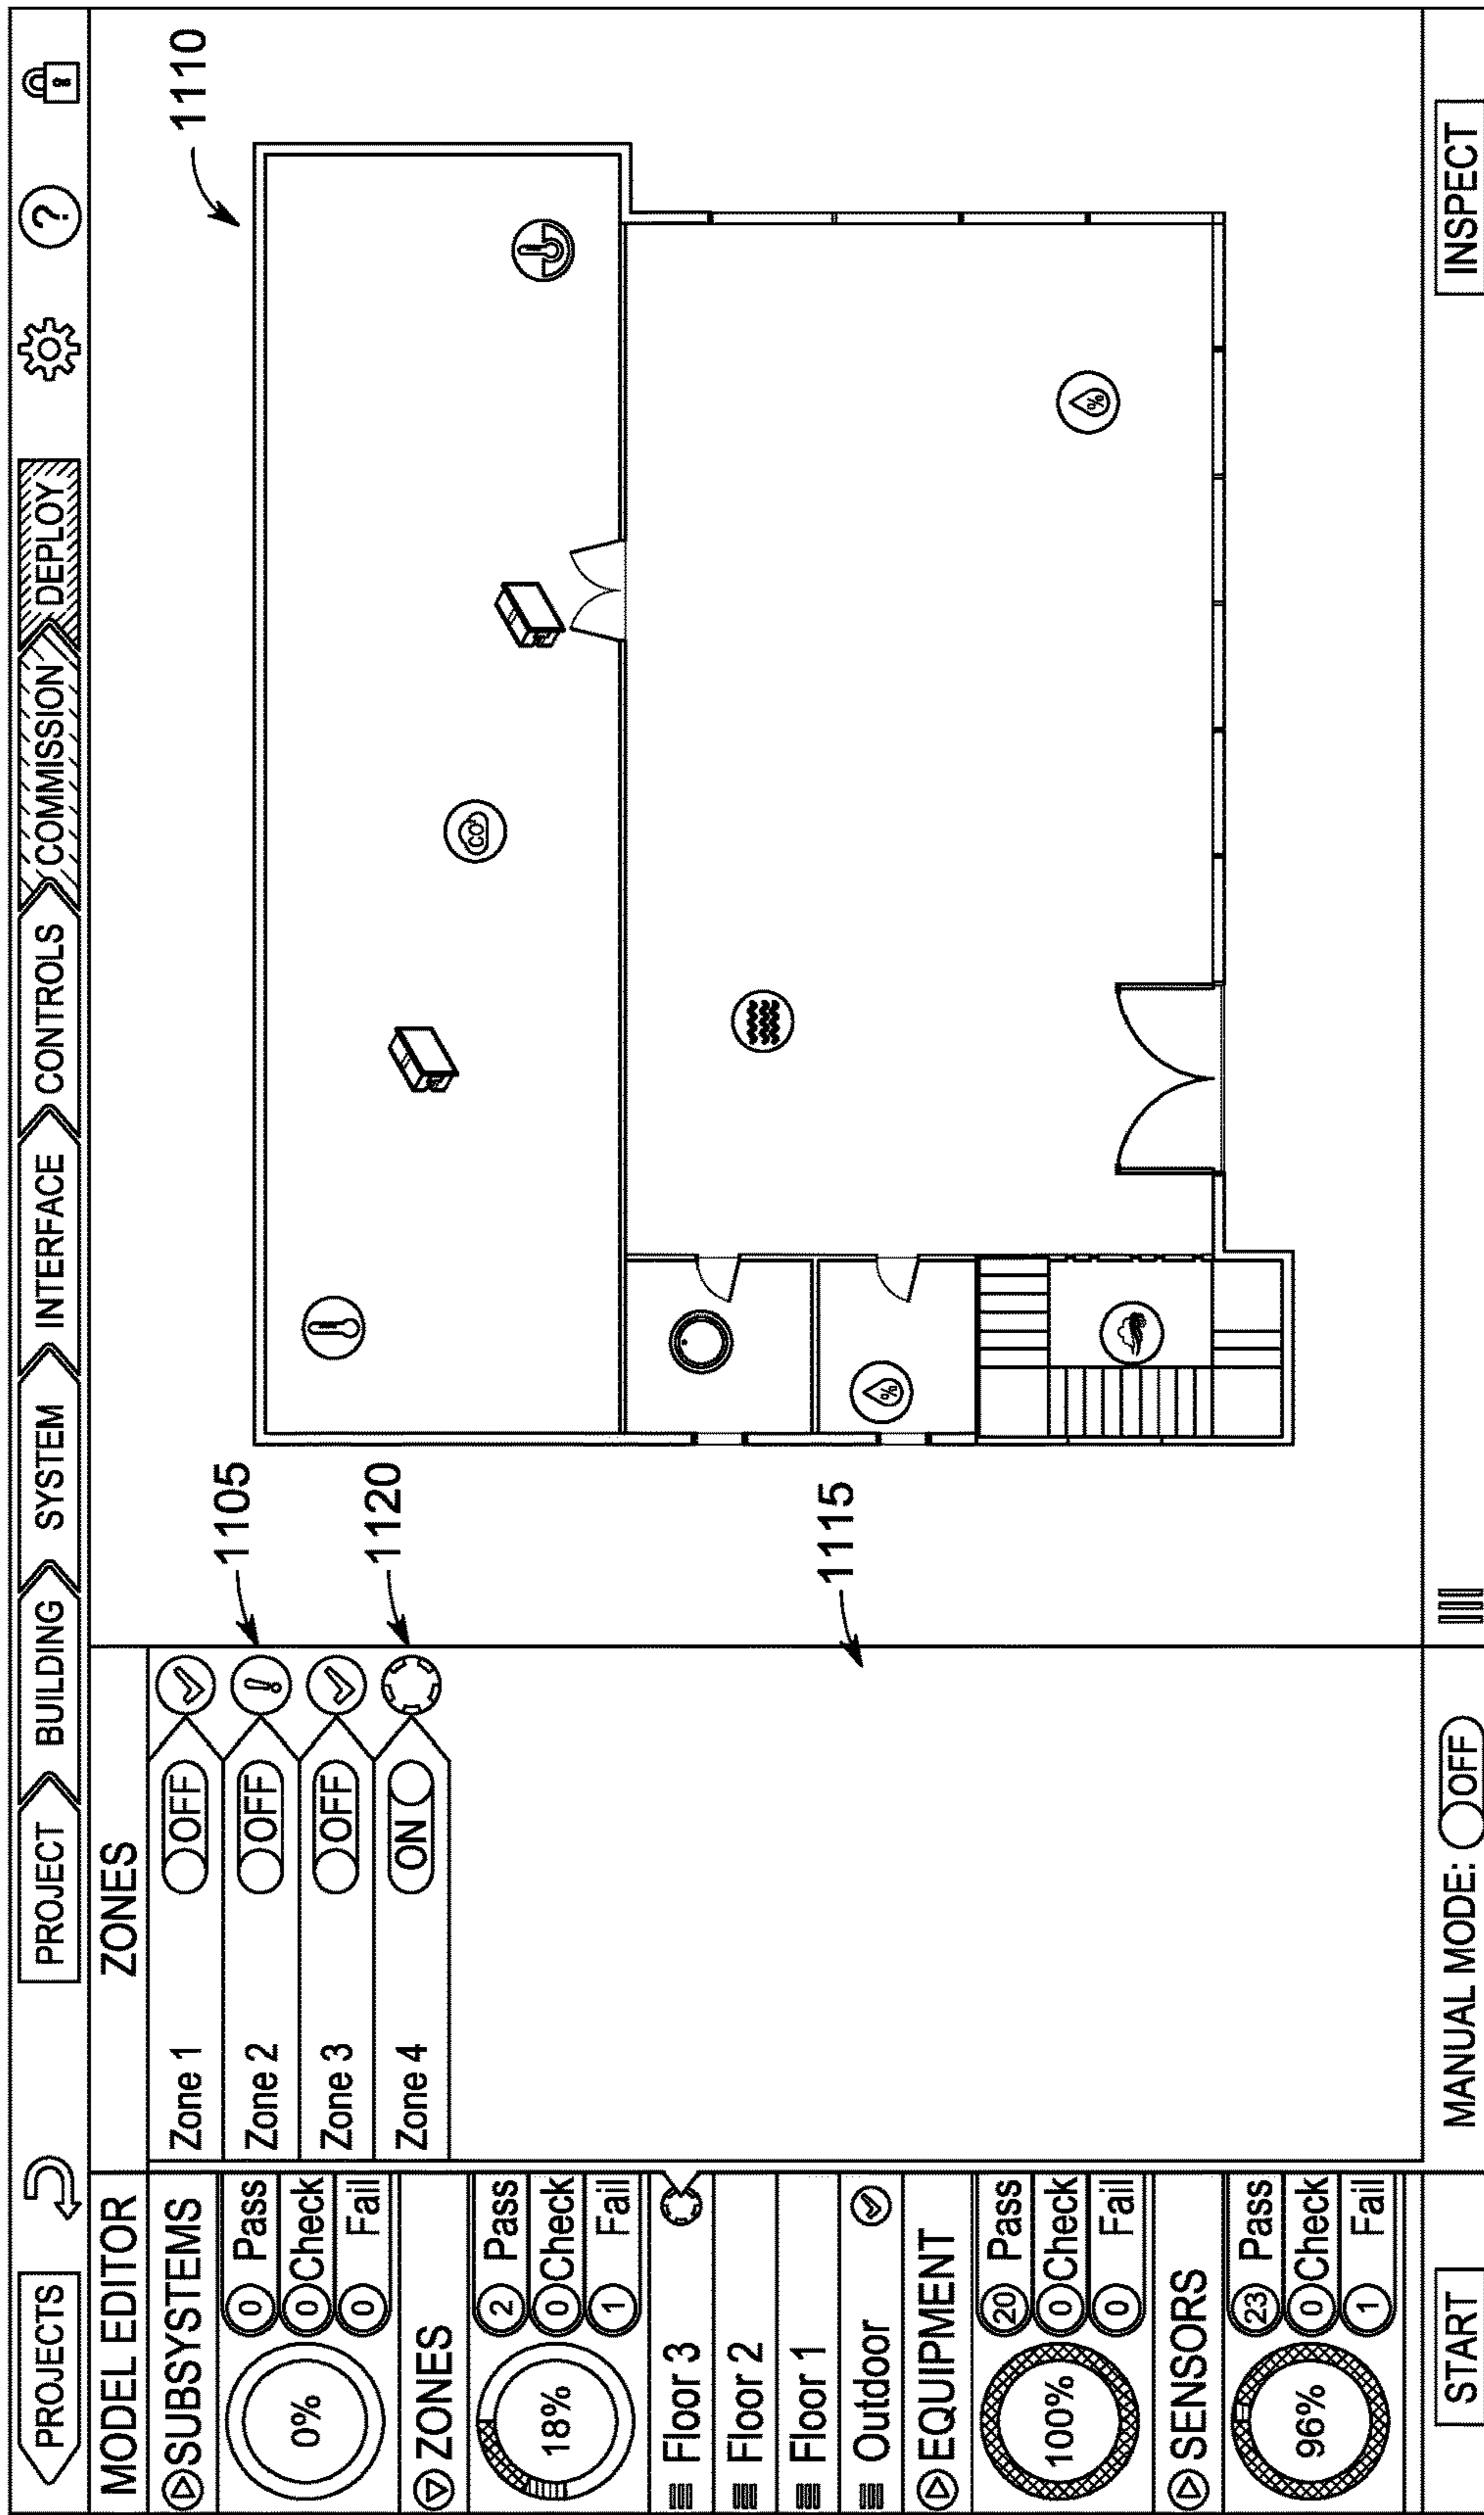 PROJECTS PROJECT BUILDING SYSTEM INTERFACE CONTROLS COMMISSION DEPLOY ?
MODEL EDITOR
SUBSYSTEMS
0%
0 Pass
0 Check
0 Fail
ZONES
18%
2 Pass
0 Check
1 Fail
Floor 3
Floor 2
Floor 1
Outdoor
EQUIPMENT
100%
20 Pass
0 Check
0 Fail
SENSORS
96%
23 Pass
0 Check
1 Fail
START
ZONES
Zone 1 OFF
Zone 2 OFF !
Zone 3 OFF
Zone 4 ON
MANUAL MODE: OFF
1105
1120
1115
1110
CO
%
%
INSPECT